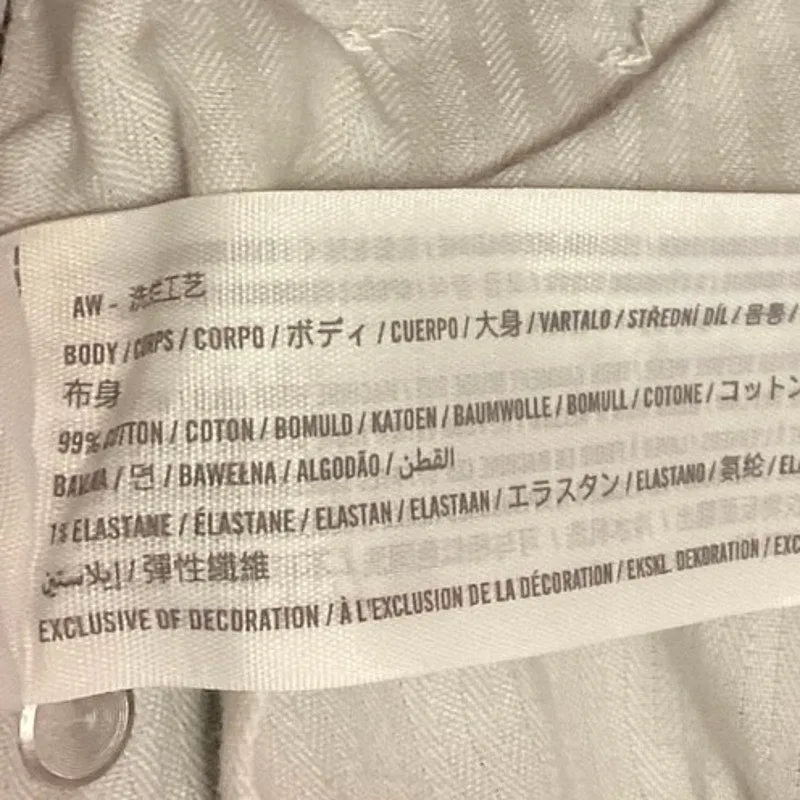 AW - 洗E工艺
BODY / CORPS / CORPO / ボディ / CUERPO / 大身 / VARTALO / STŘEDNÍ DÍL / 몸통 /
布身
99% COTTON / COTON / BOMULD / KATOEN / BAUMWOLLE / BOMULL / COTONE / コットン
/ 면 / BAWEŁNA / ALGODÃO / القطن
1% ELASTANE / ÉLASTANE / ELASTAN / ELASTAAN / エラスタン / ELASTANO / 氨纶 / ELA
إيلاستين / 彈性纖維
EXCLUSIVE OF DECORATION / À L'EXCLUSION DE LA DÉCORATION / EKSKL. DEKORATION / EXC